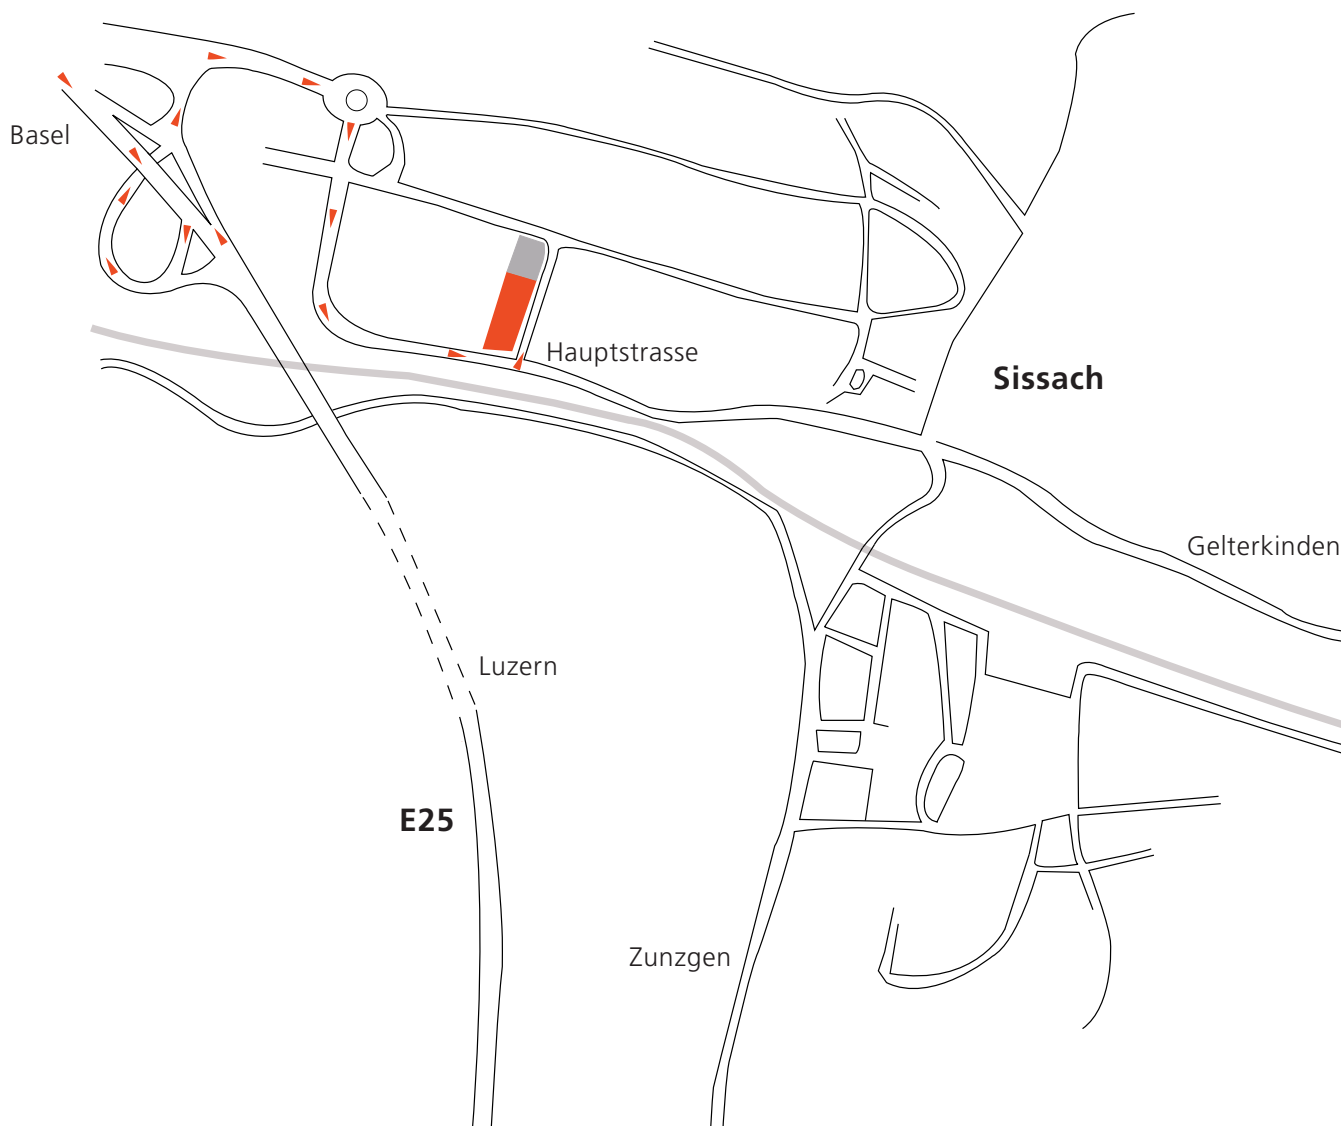 Basel
Hauptstrasse
Sissach
Gelterkinden
Luzern
E25
Zunzgen